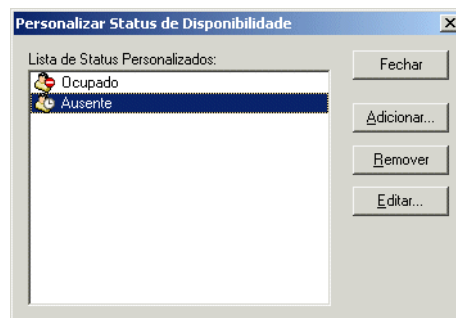 Personalizar Status de Disponibilidade
Lista de Status Personalizados:
Ocupado
Ausente
Fechar
Adicionar...
Remover
Editar...